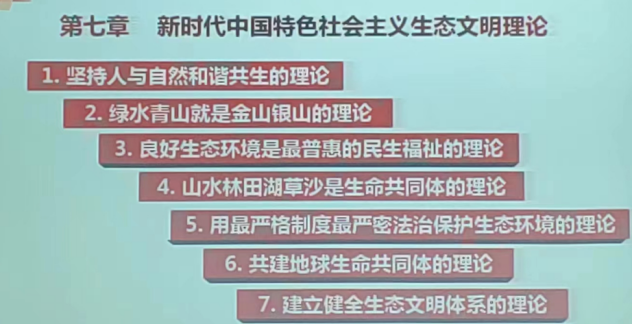 第七章 新时代中国特色社会主义生态文明理论
1. 坚持人与自然和谐共生的理论
2. 绿水青山就是金山银山的理论
3. 良好生态环境是最普惠的民生福祉的理论
4. 山水林田湖草沙是生命共同体的理论
5. 用最严格制度最严密法治保护生态环境的理论
6. 共建地球生命共同体的理论
7. 建立健全生态文明体系的理论